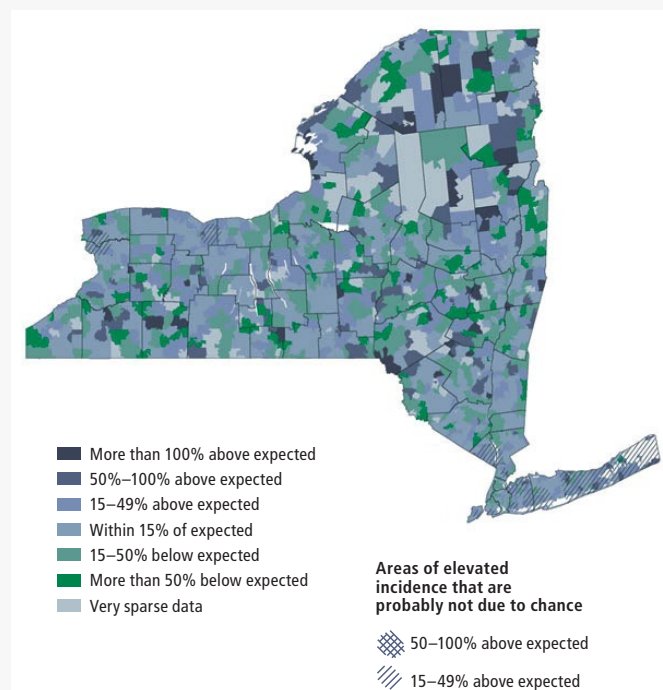 More than 100% above expected
50%–100% above expected
15–49% above expected
Within 15% of expected
15–50% below expected
More than 50% below expected
Very sparse data
Areas of elevated
incidence that are
probably not due to chance
50–100% above expected
15–49% above expected